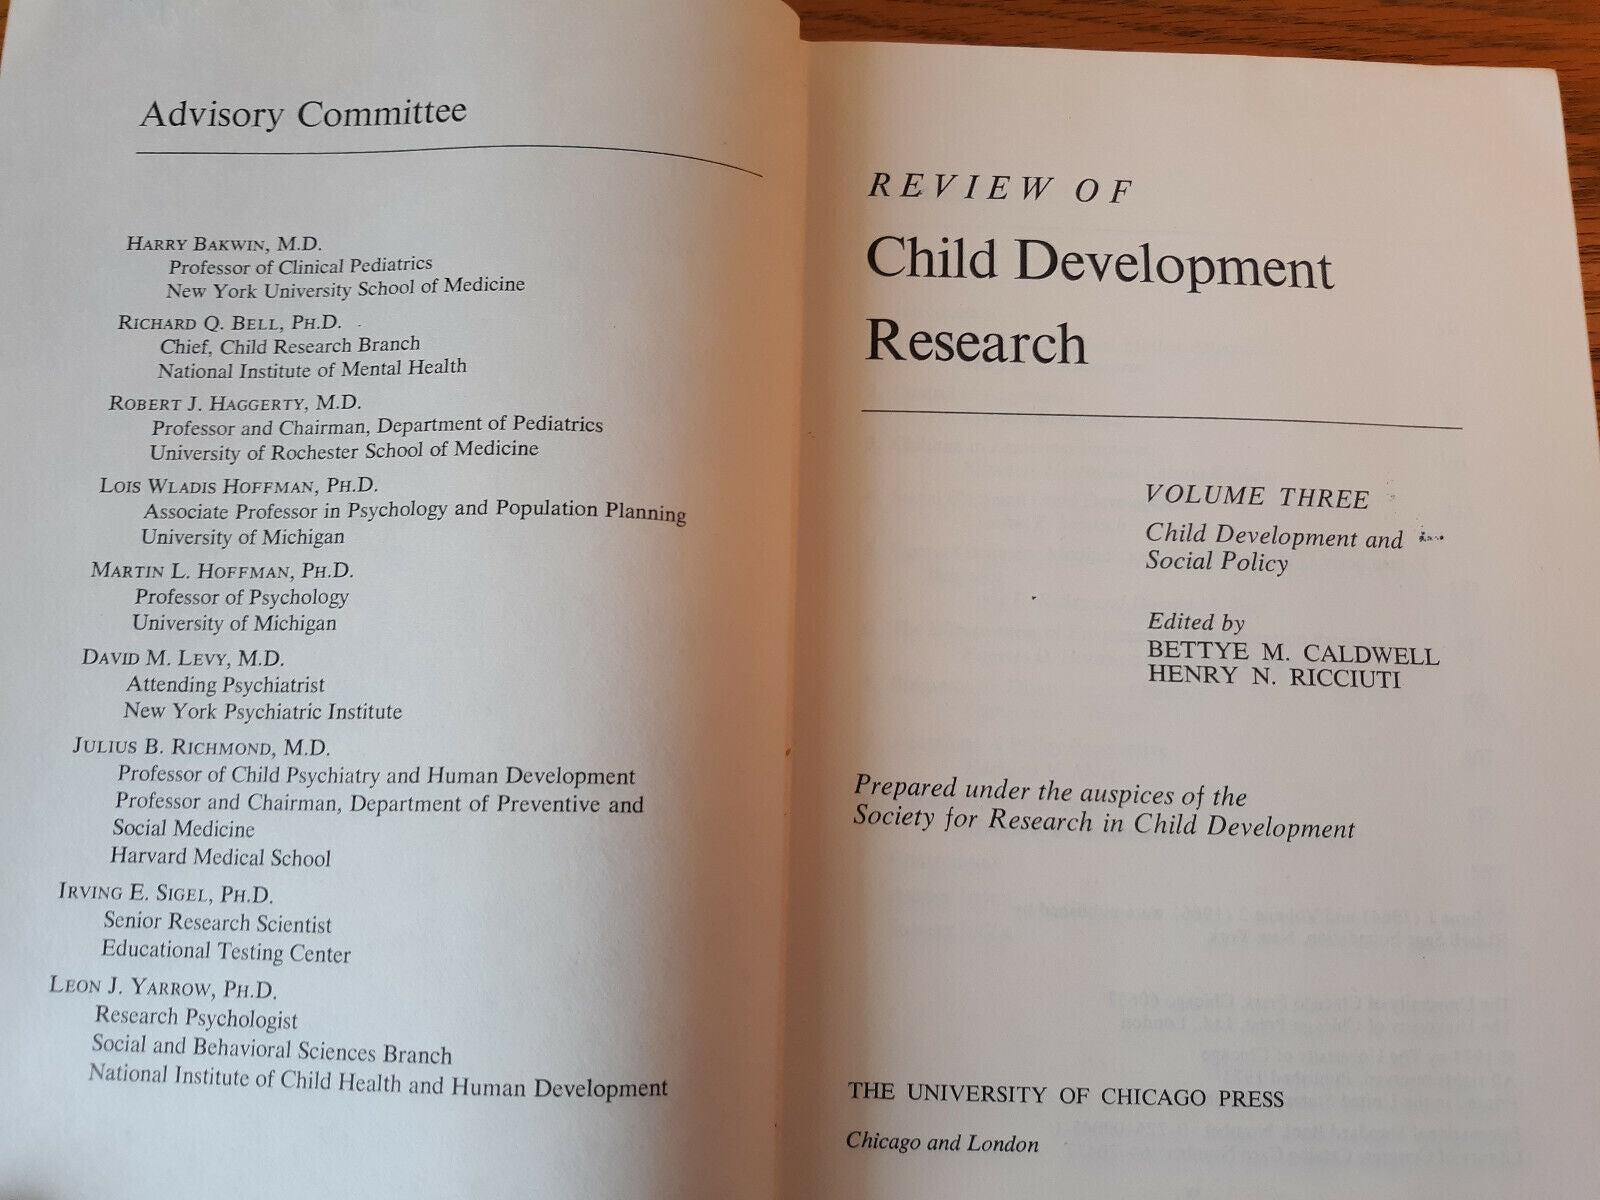 Advisory Committee
HARRY BAKWIN, M.D.
Professor of Clinical Pediatrics
New York University School of Medicine
RICHARD Q. BELL, PH.D.
Chief, Child Research Branch
National Institute of Mental Health
ROBERT J. HAGGERTY, M.D.
Professor and Chairman, Department of Pediatrics
University of Rochester School of Medicine
LOIS WLADIS HOFFMAN, PH.D.
Associate Professor in Psychology and Population Planning
University of Michigan
MARTIN L. HOFFMAN, PH.D.
Professor of Psychology
University of Michigan
DAVID M. LEVY, M.D.
Attending Psychiatrist
New York Psychiatric Institute
JULIUS B. RICHMOND, M.D.
Professor of Child Psychiatry and Human Development
Professor and Chairman, Department of Preventive and
Social Medicine
Harvard Medical School
IRVING E. SIGEL, PH.D.
Senior Research Scientist
Educational Testing Center
LEON J. YARROW, PH.D.
Research Psychologist
Social and Behavioral Sciences Branch
National Institute of Child Health and Human Development
REVIEW OF
Child Development
Research
VOLUME THREE
Child Development and
Social Policy
Edited by
BETTYE M. CALDWELL
HENRY N. RICCIUTI
Prepared under the auspices of the
Society for Research in Child Development
THE UNIVERSITY OF CHICAGO PRESS
Chicago and London